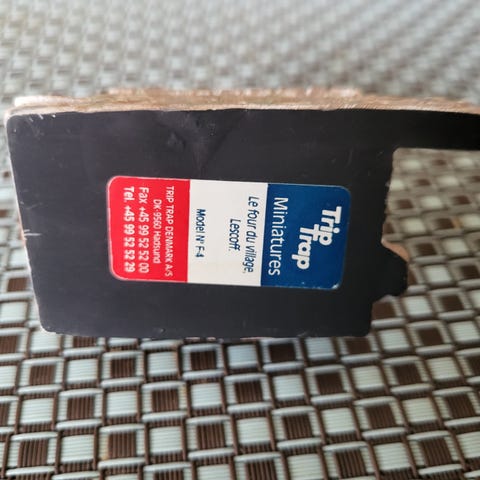 Trip
Trap
Miniatures
Le four du village,
Lescoff
Model N° F-4
TRIP TRAP DENMARK A/S
DK-9560 Hadsund
Fax +45 99 52 52 00
Tel. +45 99 52 52 29